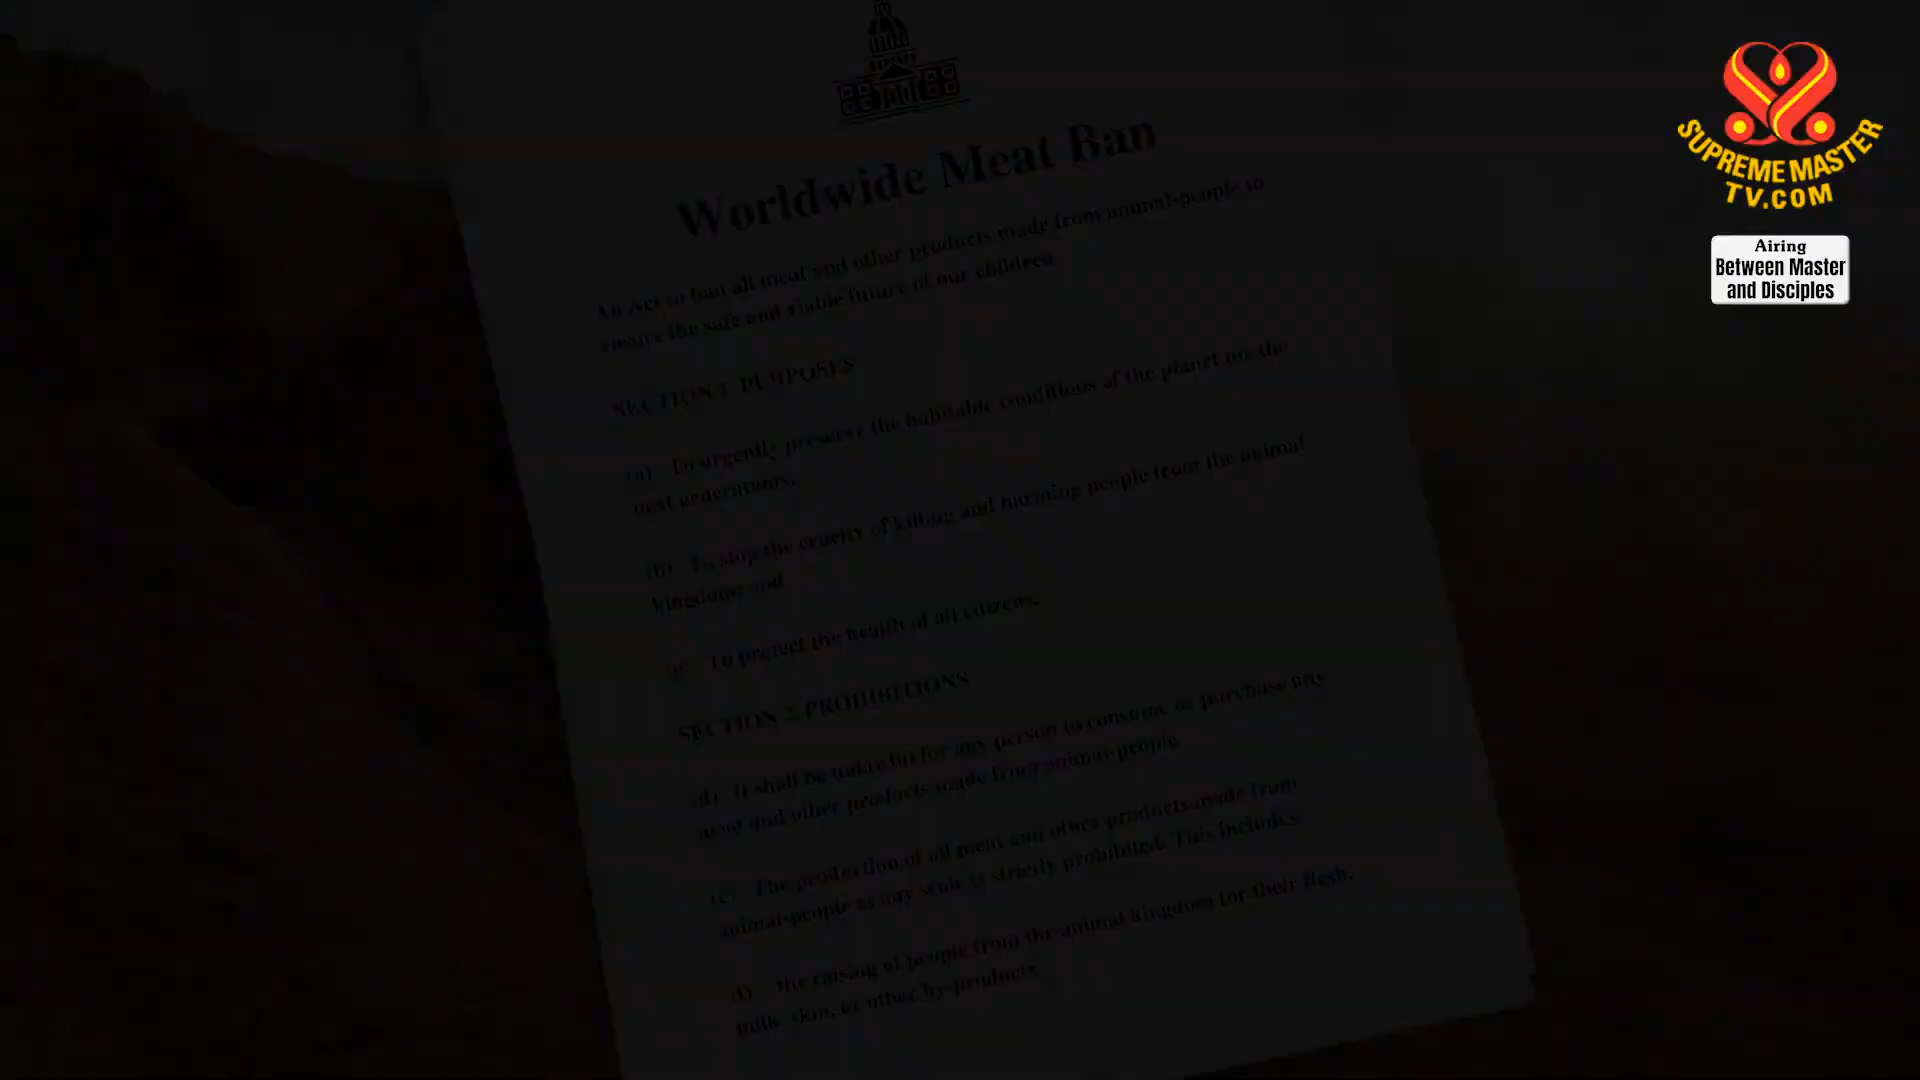 SUPREME MASTER
TV.COM
Airing
Between Master
and Disciples
Worldwide Meat Ban
An Act to ban all meat and other products made from animal-people to
ensure the safe and viable future of our children
SECTION 1. PURPOSES
(a) To urgently preserve the habitable conditions of the planet for the
next generations;
(b) To stop the cruelty of killing and harming people from the animal
kingdom; and
To protect the health of all citizens.
SECTION 2. PROHIBITIONS
(d) It shall be unlawful for any person to consume or purchase any
meat and other products made from animal-people
(e) The production of all meat and other products made from
animal-people at any scale is strictly prohibited. This includes
the raising of people from the animal kingdom for their flesh,
milk, skin, or other by-products